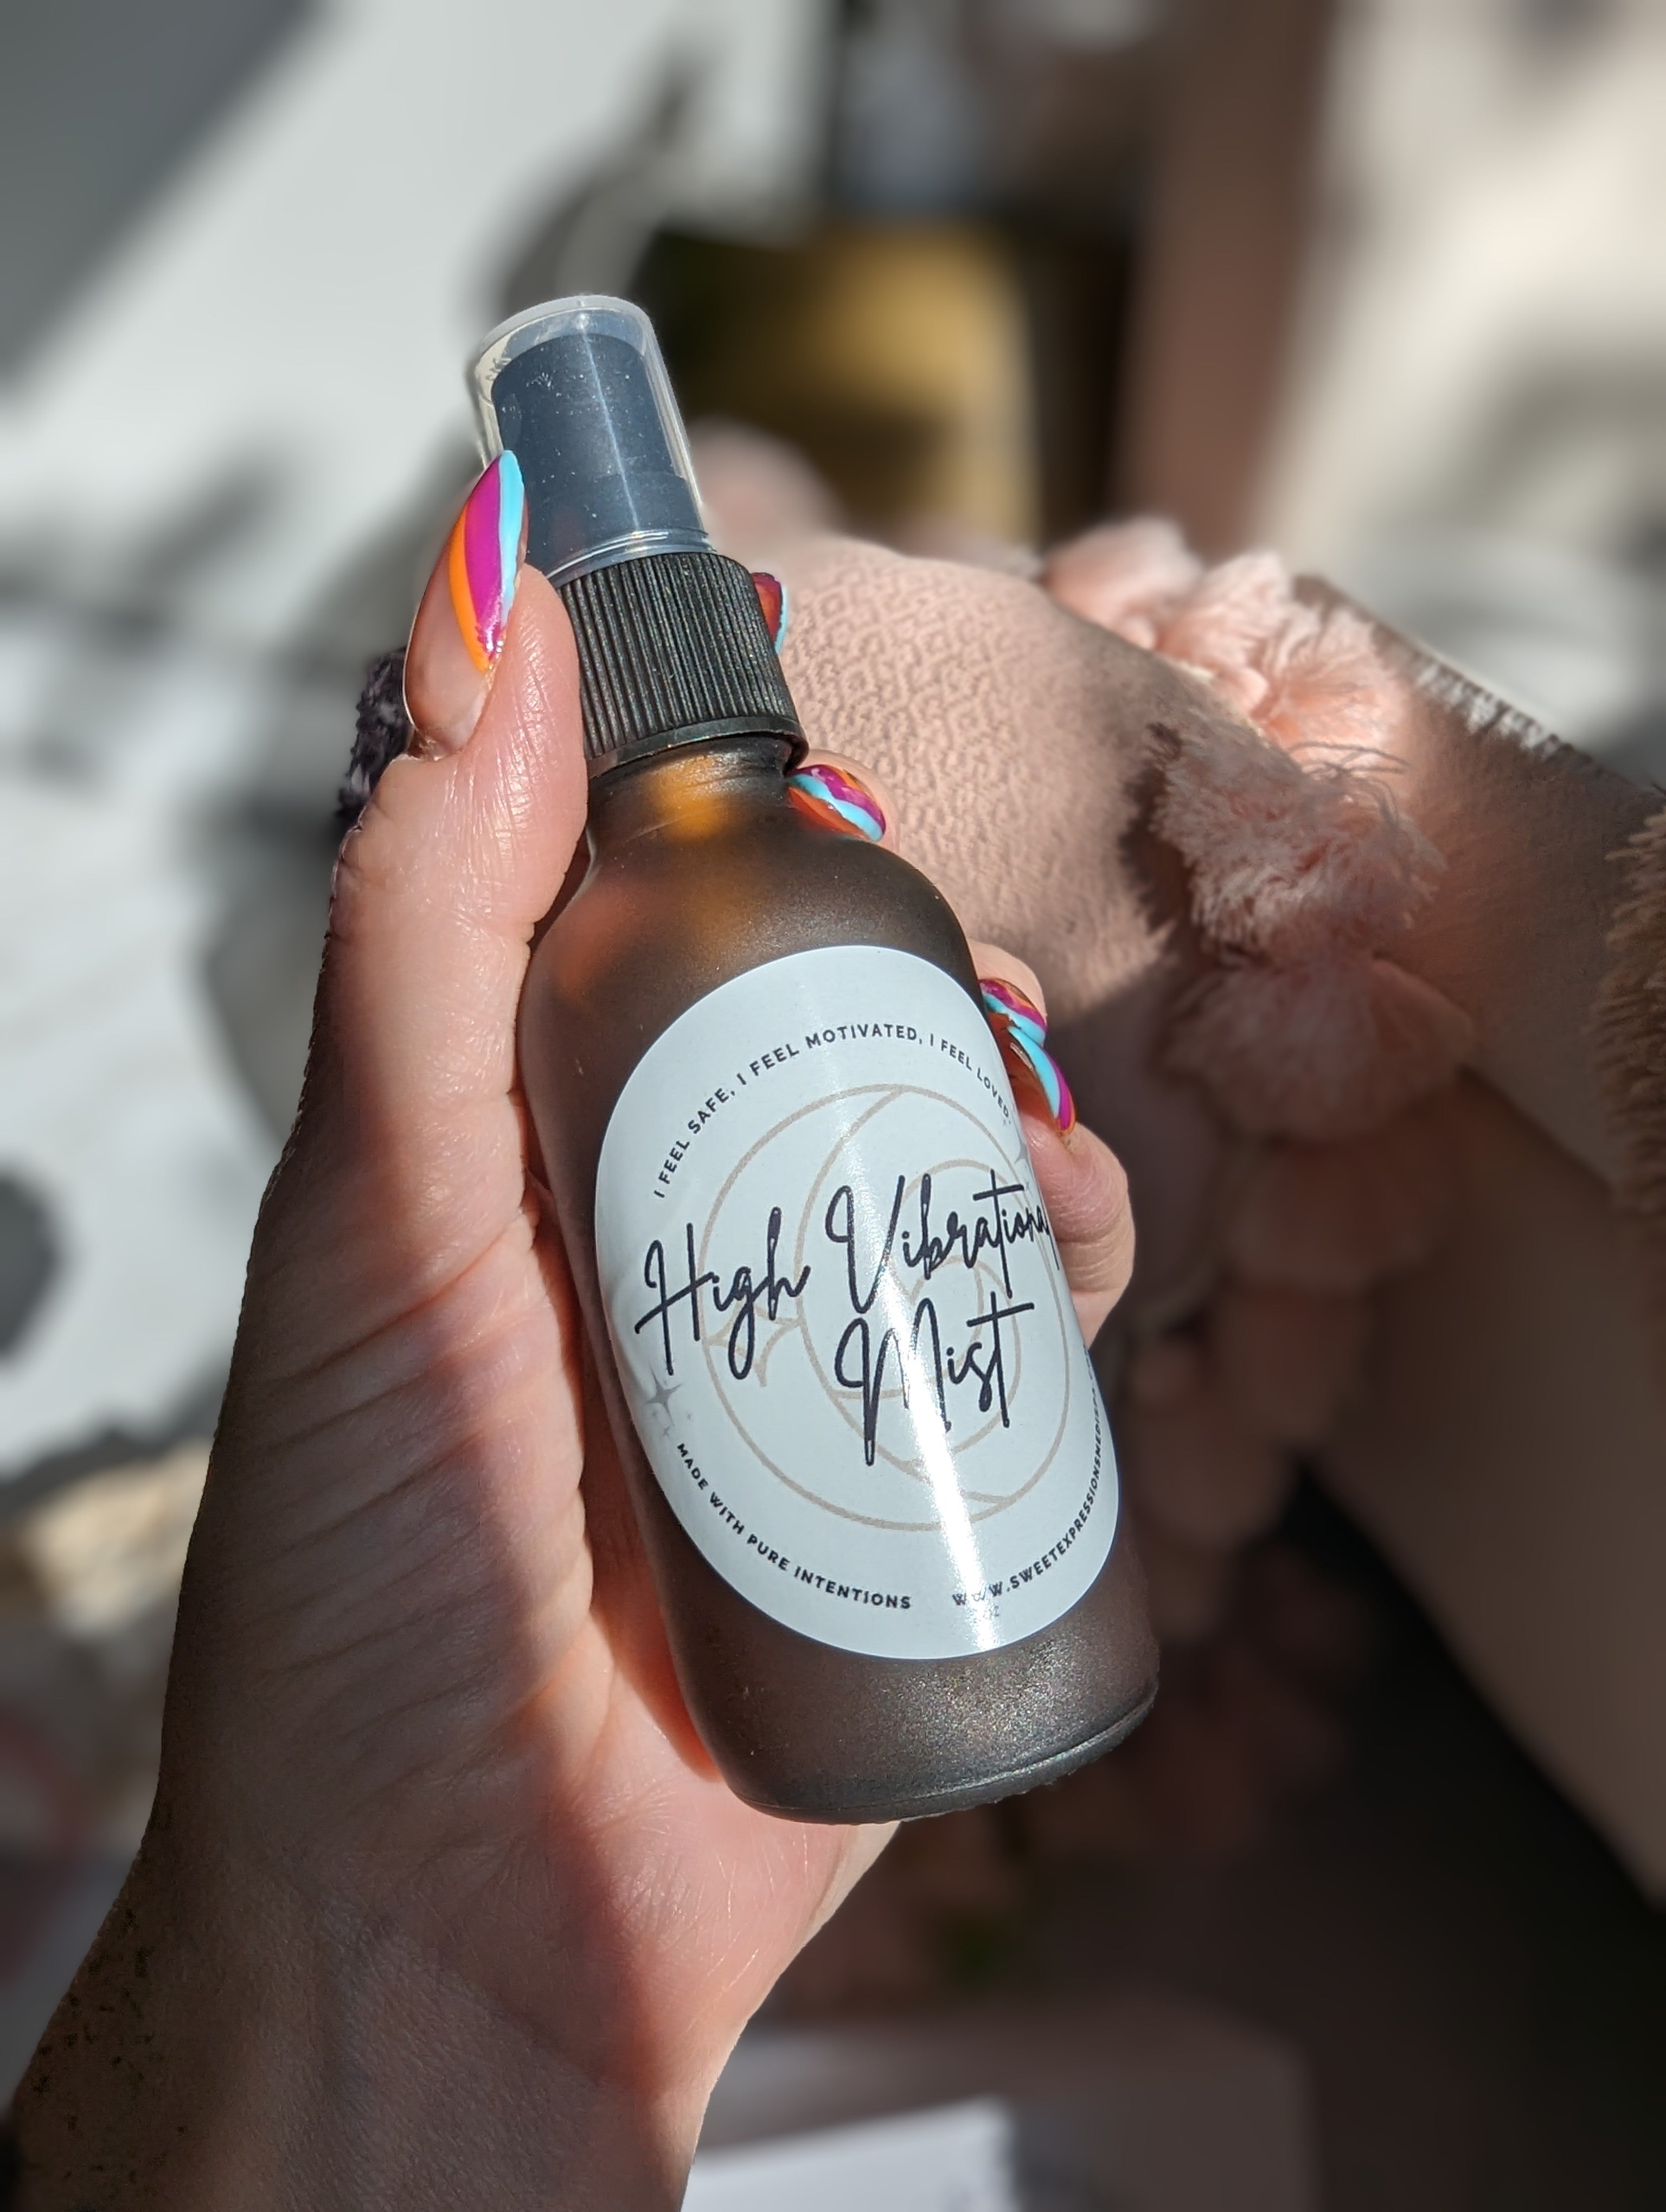 I FEEL SAFE, I FEEL MOTIVATED, I FEEL LOVED.
High Vibrational
Mist
MADE WITH PURE INTENTIONS